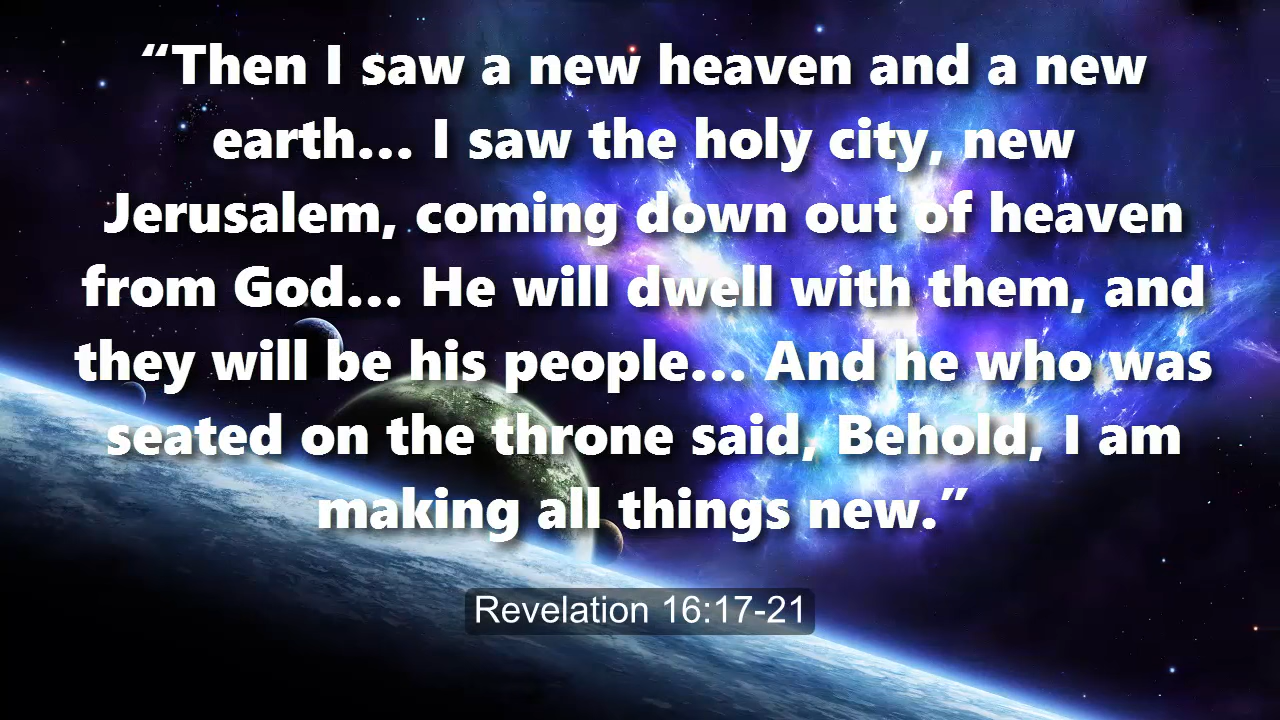 “Then I saw a new heaven and a new
earth... I saw the holy city, new
Jerusalem, coming down out of heaven
from God... He will dwell with them, and
they will be his people... And he who was
seated on the throne said, Behold, I am
making all things new.”
Revelation 16:17-21